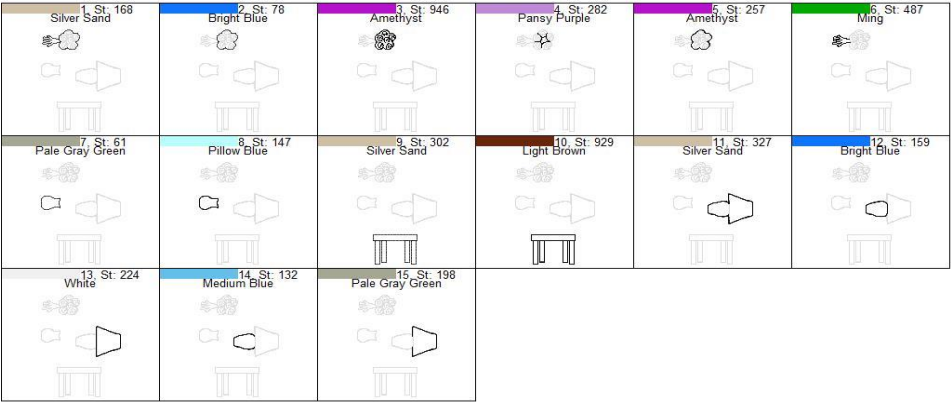 1, St: 168
Silver Sand
2, St: 78
Bright Blue
3, St: 946
Amethyst
4, St: 282
Pansy Purple
5, St: 257
Amethyst
6, St: 487
Ming
7, St: 61
Pale Gray Green
8, St: 147
Pillow Blue
9, St: 302
Silver Sand
10, St: 929
Light Brown
11, St: 327
Silver Sand
12, St: 159
Bright Blue
13, St: 224
White
14, St: 132
Medium Blue
15, St: 198
Pale Gray Green